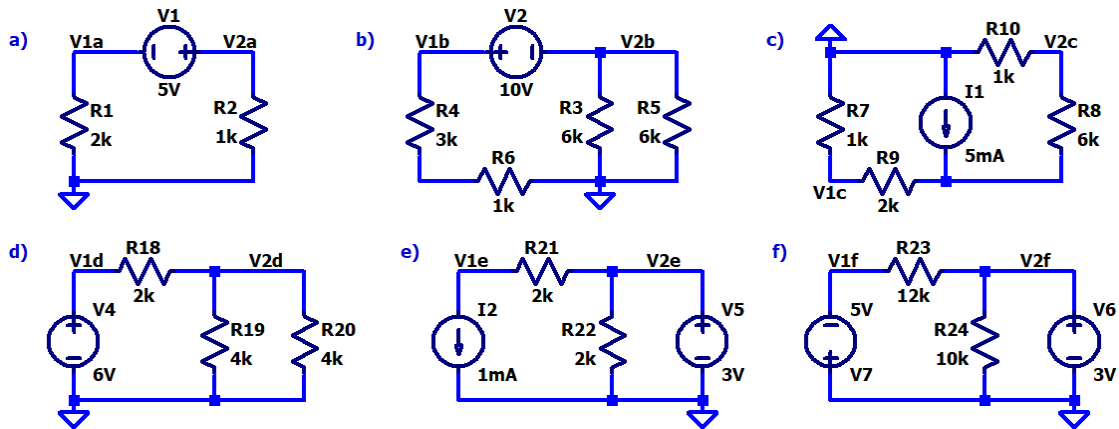 a)
V1a
V1
V2a
5V
R1
2k
R2
1k
b)
V1b
V2
V2b
10V
R4
3k
R3
6k
R5
6k
R6
1k
c)
R10
V2c
1k
R7
1k
I1
5mA
R8
6k
V1c
R9
2k
d)
V1d
R18
2k
V2d
V4
6V
R19
4k
R20
4k
e)
V1e
R21
2k
V2e
I2
1mA
R22
2k
V5
3V
f)
V1f
R23
12k
V2f
5V
V7
R24
10k
V6
3V